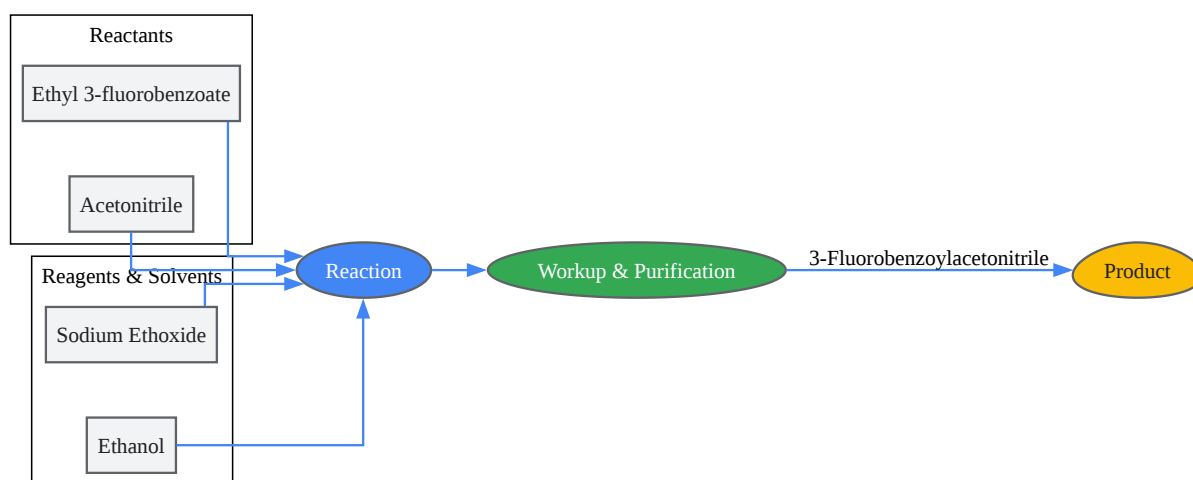 Reactants
Ethyl 3-fluorobenzoate
Acetonitrile
Reagents & Solvents
Sodium Ethoxide
Ethanol
Reaction
Workup & Purification
3-Fluorobenzoylacetonitrile
Product